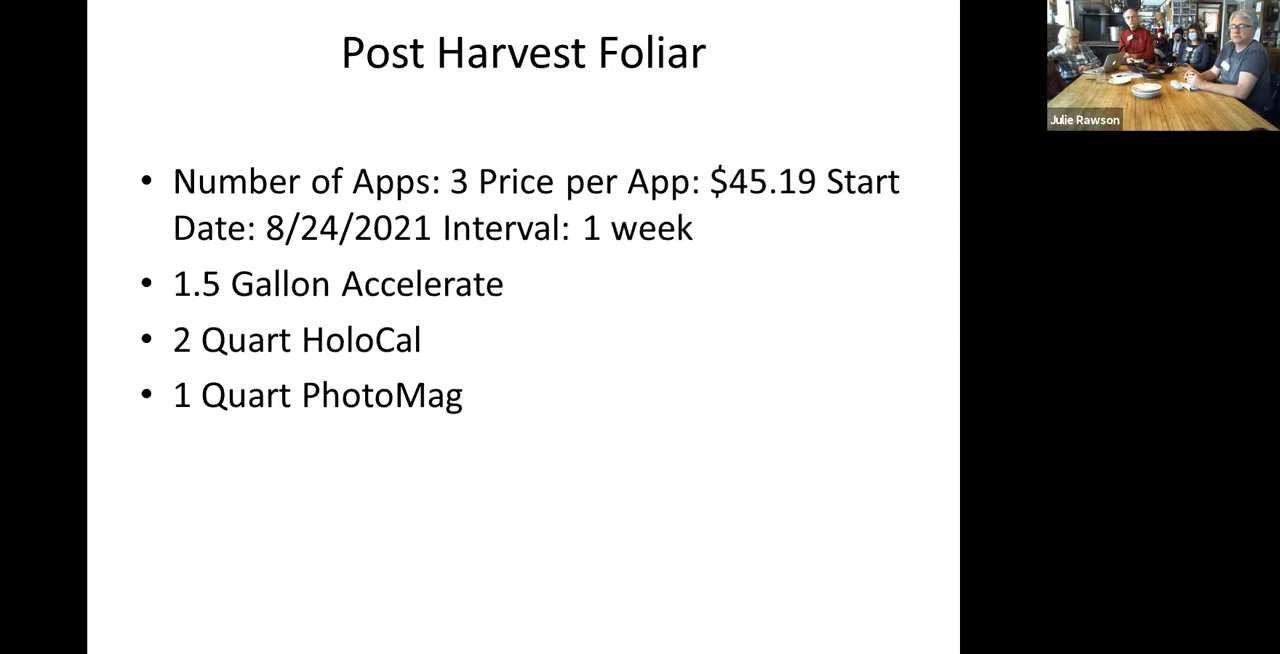 Post Harvest Foliar
• Number of Apps: 3 Price per App: $45.19 Start
Date: 8/24/2021 Interval: 1 week
• 1.5 Gallon Accelerate
• 2 Quart HoloCal
• 1 Quart PhotoMag
Julie Rawson